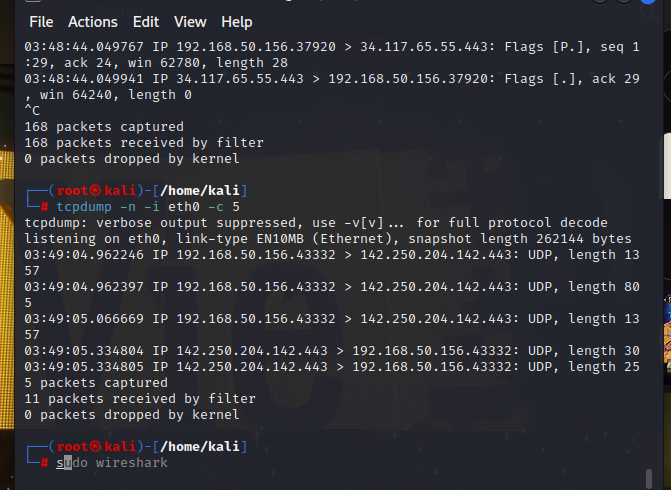 File Actions Edit View Help
03:48:44.049767 IP 192.168.50.156.37920 > 34.117.65.55.443: Flags [P.], seq 1
:29, ack 24, win 62780, length 28
03:48:44.049941 IP 34.117.65.55.443 > 192.168.50.156.37920: Flags [.], ack 29
, win 64240, length 0
^C
168 packets captured
168 packets received by filter
0 packets dropped by kernel
┌──(root㉿kali)-[/home/kali]
└─# tcpdump -n -i eth0 -c 5
tcpdump: verbose output suppressed, use -v[v]... for full protocol decode
listening on eth0, link-type EN10MB (Ethernet), snapshot length 262144 bytes
03:49:04.962246 IP 192.168.50.156.43332 > 142.250.204.142.443: UDP, length 13
57
03:49:04.962397 IP 192.168.50.156.43332 > 142.250.204.142.443: UDP, length 80
5
03:49:05.066669 IP 192.168.50.156.43332 > 142.250.204.142.443: UDP, length 13
57
03:49:05.334804 IP 142.250.204.142.443 > 192.168.50.156.43332: UDP, length 30
03:49:05.334805 IP 142.250.204.142.443 > 192.168.50.156.43332: UDP, length 25
5 packets captured
11 packets received by filter
0 packets dropped by kernel
┌──(root㉿kali)-[/home/kali]
└─# sudo wireshark